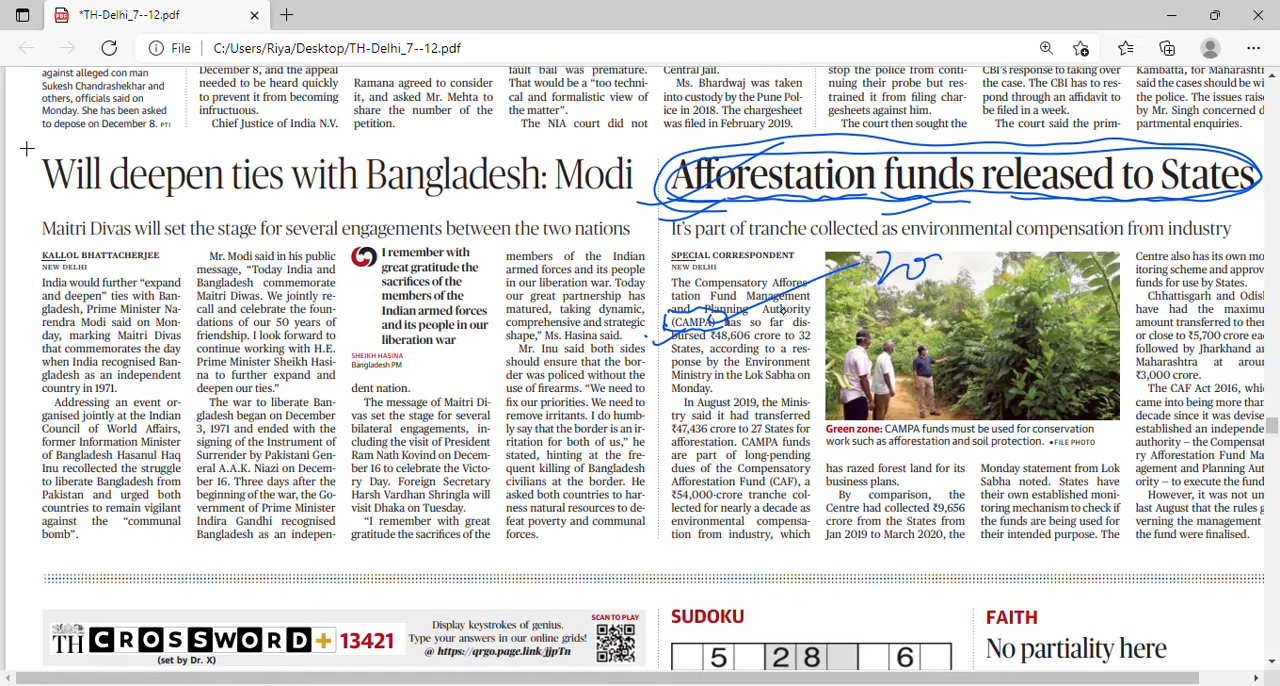 *TH-Delhi_7--12.pdf
File C:/Users/Riya/Desktop/TH-Delhi_7--12.pdf
against alleged con man
Sukesh Chandrashekhar and
others, officials said on
Monday. She has been asked
to depose on December 8. PTI
December 8, and the appeal
needed to be heard quickly
to prevent it from becoming
infructuous.
Chief Justice of India N.V.
Ramana agreed to consider
it, and asked Mr. Mehta to
share the number of the
petition.
fault bail was premature.
That would be a “too techni-
cal and formalistic view of
the matter”.
The NIA court did not
Central Jail.
Ms. Bhardwaj was taken
into custody by the Pune Pol-
ice in 2018. The chargesheet
was filed in February 2019.
stop the police from conti-
nuing their probe but res-
trained it from filing char-
gesheets against him.
The court then sought the
CBI's response to taking over
the case. The CBI has to res-
pond through an affidavit to
be filed in a week.
The court said the prim-
Kambatta, for Maharashtr
said the cases should be wi
the police. The issues raise
by Mr. Singh concerned d
partmental enquiries.
Will deepen ties with Bangladesh: Modi
Maitri Divas will set the stage for several engagements between the two nations
KALLOL BHATTACHERJEE
NEW DELHI
India would further “expand
and deepen” ties with Ban-
gladesh, Prime Minister Na-
rendra Modi said on Mon-
day, marking Maitri Divas
that commemorates the day
when India recognised Ban-
gladesh as an independent
country in 1971.
Addressing an event or-
ganised jointly at the Indian
Council of World Affairs,
former Information Minister
of Bangladesh Hasanul Haq
Inu recollected the struggle
to liberate Bangladesh from
Pakistan and urged both
countries to remain vigilant
against the “communal
bomb”.
Mr. Modi said in his public
message, “Today India and
Bangladesh commemorate
Maitri Diwas. We jointly re-
call and celebrate the foun-
dations of our 50 years of
friendship. I look forward to
continue working with H.E.
Prime Minister Sheikh Hasi-
na to further expand and
deepen our ties.”
The war to liberate Ban-
gladesh began on December
3, 1971 and ended with the
signing of the Instrument of
Surrender by Pakistani Gen-
eral A.A.K. Niazi on Decem-
ber 16. Three days after the
beginning of the war, the Go-
vernment of Prime Minister
Indira Gandhi recognised
Bangladesh as an indepen-
I remember with
great gratitude the
sacrifices of the
members of the
Indian armed forces
and its people in our
liberation war
SHEIKH HASINA
Bangladesh PM
dent nation.
The message of Maitri Di-
vas set the stage for several
bilateral engagements, in-
cluding the visit of President
Ram Nath Kovind on Decem-
ber 16 to celebrate the Victo-
ry Day. Foreign Secretary
Harsh Vardhan Shringla will
visit Dhaka on Tuesday.
“I remember with great
gratitude the sacrifices of the
members of the Indian
armed forces and its people
in our liberation war. Today
our great partnership has
matured, taking dynamic,
comprehensive and strategic
shape,” Ms. Hasina said.
Mr. Inu said both sides
should ensure that the bor-
der was policed without the
use of firearms. “We need to
fix our priorities. We need to
remove irritants. I do humb-
ly say that the border is an ir-
ritation for both of us,” he
stated, hinting at the fre-
quent killing of Bangladesh
civilians at the border. He
asked both countries to har-
ness natural resources to de-
feat poverty and communal
forces.
Afforestation funds released to States
It's part of tranche collected as environmental compensation from industry
SPECIAL CORRESPONDENT
NEW DELHI
The Compensatory Affores-
tation Fund Management
and Planning Authority
(CAMPA) has so far dis-
bursed ₹48,606 crore to 32
States, according to a res-
ponse by the Environment
Ministry in the Lok Sabha on
Monday.
In August 2019, the Minis-
try said it had transferred
₹47,436 crore to 27 States for
afforestation. CAMPA funds
are part of long-pending
dues of the Compensatory
Afforestation Fund (CAF), a
₹54,000-crore tranche col-
lected for nearly a decade as
environmental compensa-
tion from industry, which
Green zone: CAMPA funds must be used for conservation
work such as afforestation and soil protection. •FILE PHOTO
has razed forest land for its
business plans.
By comparison, the
Centre had collected ₹9,656
crore from the States from
Jan 2019 to March 2020, the
Monday statement from Lok
Sabha noted. States have
their own established moni-
toring mechanism to check if
the funds are being used for
their intended purpose. The
Centre also has its own mo
itoring scheme and approv
funds for use by States.
Chhattisgarh and Odish
have had the maximu
amount transferred to them
or close to ₹5,700 crore eac
followed by Jharkhand an
Maharashtra at aroun
₹3,000 crore.
The CAF Act 2016, whic
came into being more than
decade since it was devise
established an independe
authority – the Compensat
ry Afforestation Fund Ma
agement and Planning Aut
ority – to execute the fund
However, it was not un
last August that the rules g
verning the management
the fund were finalised.
TH CROSSWORD+ 13421
(set by Dr. X)
Display keystrokes of genius.
Type your answers in our online grids!
@ https://qrgo.page.link/jjpTn
SCAN TO PLAY
SUDOKU
5 2 8 6
FAITH
No partiality here